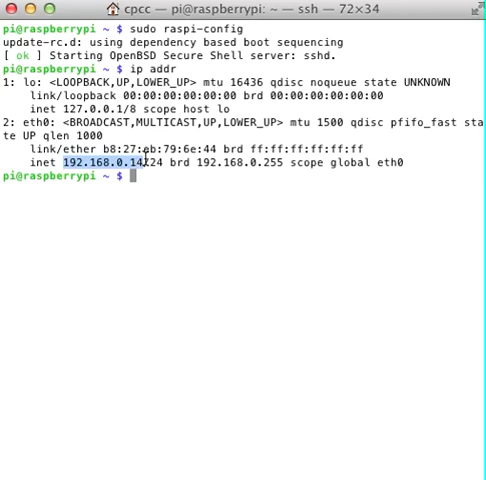 cpcc — pi@raspberrypi: ~ — ssh — 72×34
pi@raspberrypi ~ $ sudo raspi-config
update-rc.d: using dependency based boot sequencing
[ ok ] Starting OpenBSD Secure Shell server: sshd.
pi@raspberrypi ~ $ ip addr
1: lo: <LOOPBACK,UP,LOWER_UP> mtu 16436 qdisc noqueue state UNKNOWN
    link/loopback 00:00:00:00:00:00 brd 00:00:00:00:00:00
    inet 127.0.0.1/8 scope host lo
2: eth0: <BROADCAST,MULTICAST,UP,LOWER_UP> mtu 1500 qdisc pfifo_fast sta
te UP qlen 1000
    link/ether b8:27:eb:79:6e:44 brd ff:ff:ff:ff:ff:ff
    inet 192.168.0.14/24 brd 192.168.0.255 scope global eth0
pi@raspberrypi ~ $